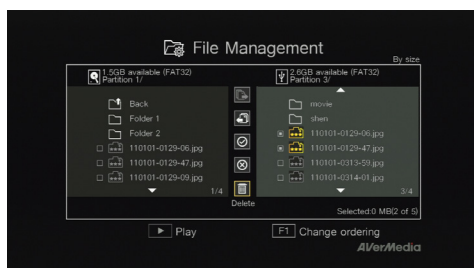 File Management
By size
1.5GB available (FAT32)
Partition 1/
2.6GB available (FAT32)
Partition 3/
Back
Folder 1
Folder 2
110101-0129-06.jpg
110101-0129-47.jpg
110101-0129-09.jpg
1/4
Delete
movie
shen
110101-0129-06.jpg
110101-0129-47.jpg
110101-0313-59.jpg
110101-0314-01.jpg
3/4
Selected:0 MB(2 of 5)
Play
F1 Change ordering
AVerMedia